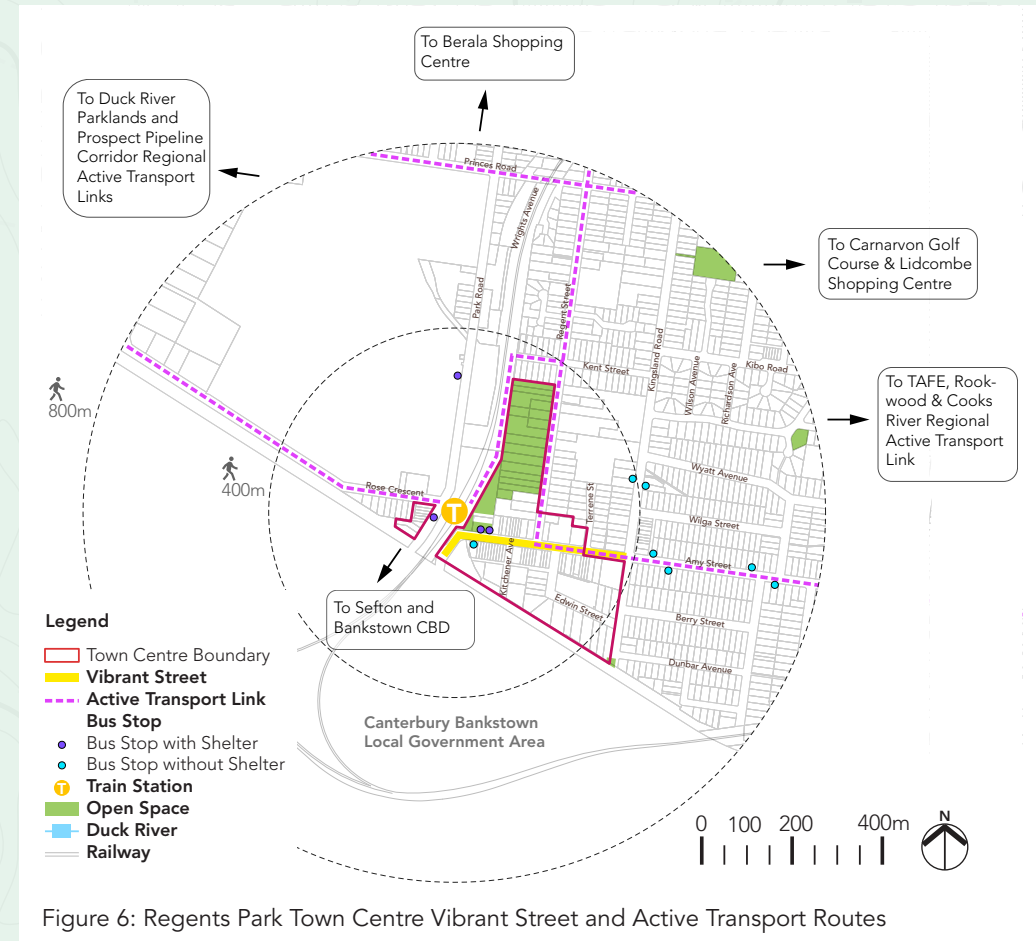 To Berala Shopping
Centre
To Duck River
Parklands and
Prospect Pipeline
Corridor Regional
Active Transport
Links
Princes Road
Wrights Avenue
To Carnarvon Golf
Course & Lidcombe
Shopping Centre
Park Road
Regent Street
Kingsland Road
Kent Street
Wilson Avenue
Richardson Ave
Kibo Road
To TAFE, Rook-
wood & Cooks
River Regional
Active Transport
Link
800m
400m
Rose Crescent
T
Wyatt Avenue
Terrene St
Wilga Street
Amy Street
Kitchener Ave
Edwin Street
Berry Street
Dunbar Avenue
To Sefton and
Bankstown CBD
Canterbury Bankstown
Local Government Area
Legend
Town Centre Boundary
Vibrant Street
Active Transport Link
Bus Stop
Bus Stop with Shelter
Bus Stop without Shelter
T Train Station
Open Space
Duck River
Railway
0 100 200 400m
N
Figure 6: Regents Park Town Centre Vibrant Street and Active Transport Routes